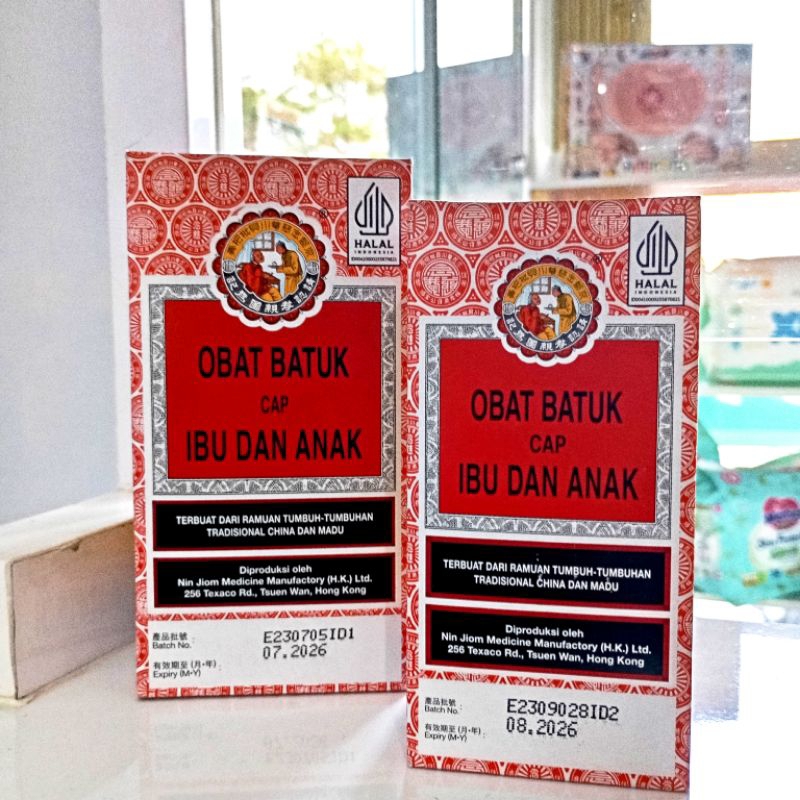 HALAL
INDONESIA
OBAT BATUK
CAP
IBU DAN ANAK
TERBUAT DARI RAMUAN TUMBUH-TUMBUHAN
TRADISIONAL CHINA DAN MADU
Diproduksi oleh
Nin Jiom Medicine Manufactory (H.K.) Ltd.
256 Texaco Rd., Tsuen Wan, Hong Kong
產品批號 :
Batch No.
E230705ID1
有效期至 (月-年) :
Expiry (M-Y)
07.2026
HALAL
INDONESIA
OBAT BATUK
CAP
IBU DAN ANAK
TERBUAT DARI RAMUAN TUMBUH-TUMBUHAN
TRADISIONAL CHINA DAN MADU
Diproduksi oleh
Nin Jiom Medicine Manufactory (H.K.) Ltd.
256 Texaco Rd., Tsuen Wan, Hong Kong
產品批號 :
Batch No.
E2309028ID2
有效期至 (月-年) :
Expiry (M-Y)
08.2026